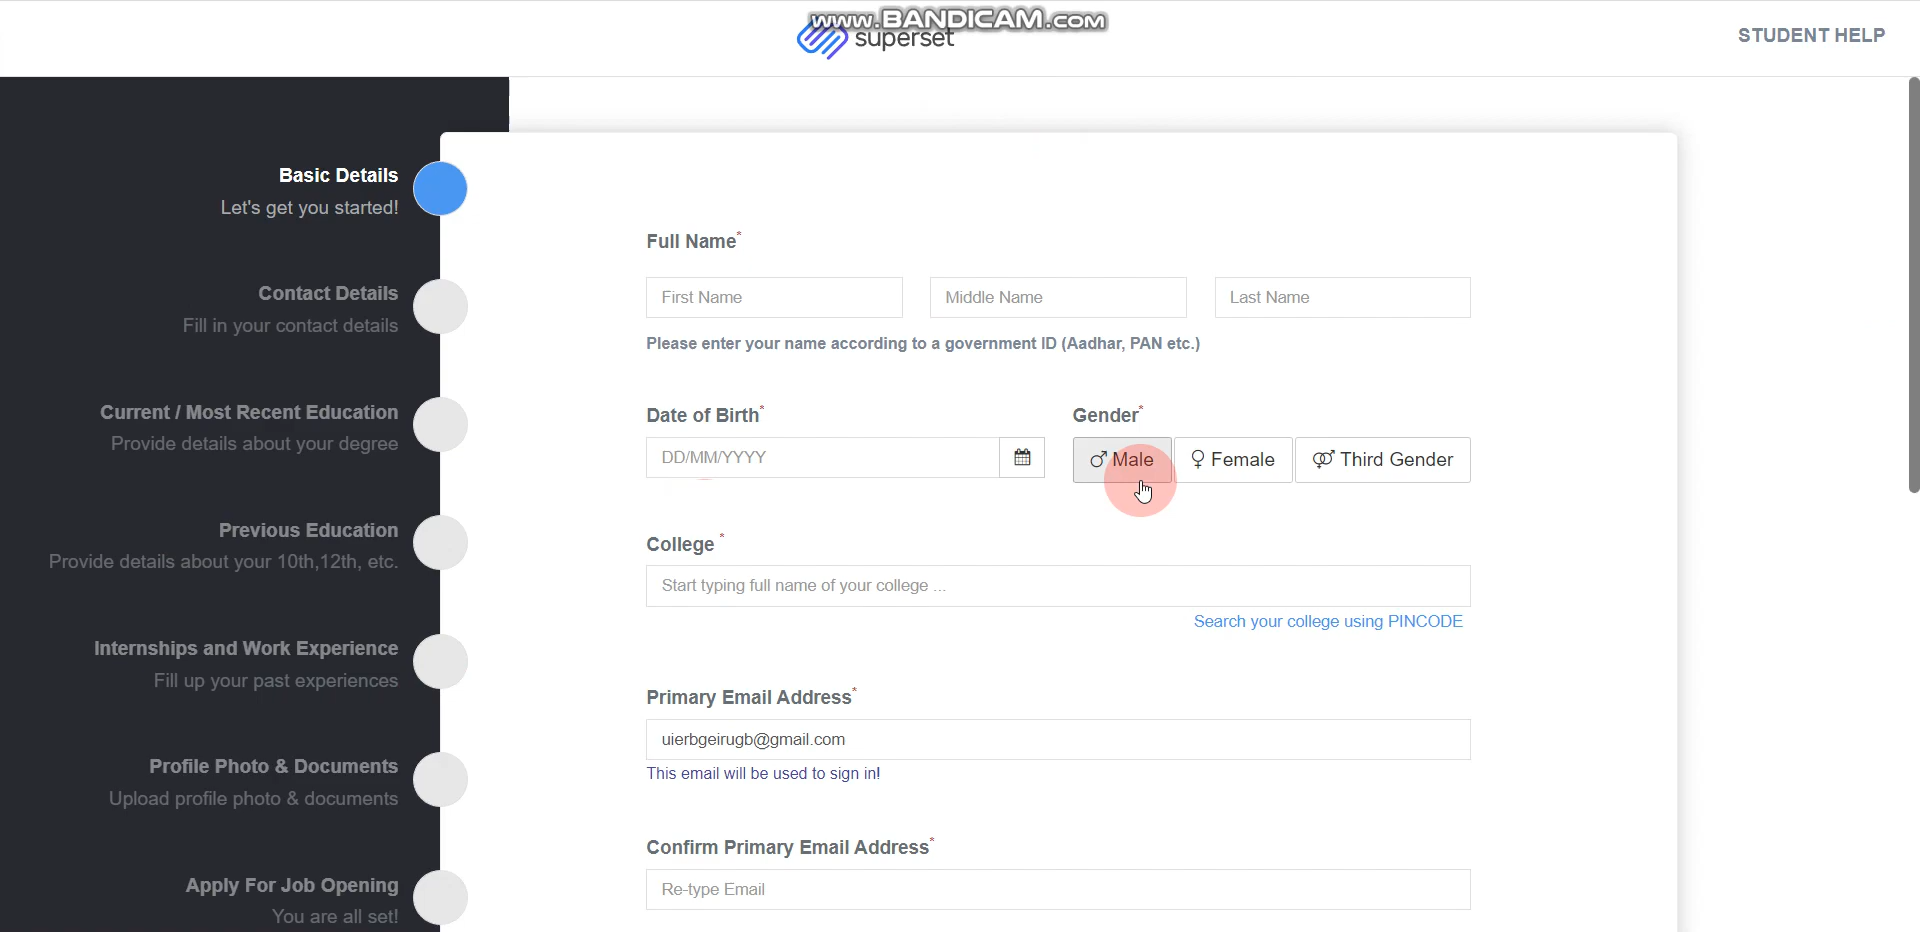 www.BANDICAM.com
superset
STUDENT HELP
Basic Details
Let's get you started!
Contact Details
Fill in your contact details
Current / Most Recent Education
Provide details about your degree
Previous Education
Provide details about your 10th,12th, etc.
Internships and Work Experience
Fill up your past experiences
Profile Photo & Documents
Upload profile photo & documents
Apply For Job Opening
You are all set!
Full Name*
First Name
Middle Name
Last Name
Please enter your name according to a government ID (Aadhar, PAN etc.)
Date of Birth*
DD/MM/YYYY
Gender*
Male
Female
Third Gender
College *
Start typing full name of your college ...
Search your college using PINCODE
Primary Email Address*
uierbgeirugb@gmail.com
This email will be used to sign in!
Confirm Primary Email Address*
Re-type Email